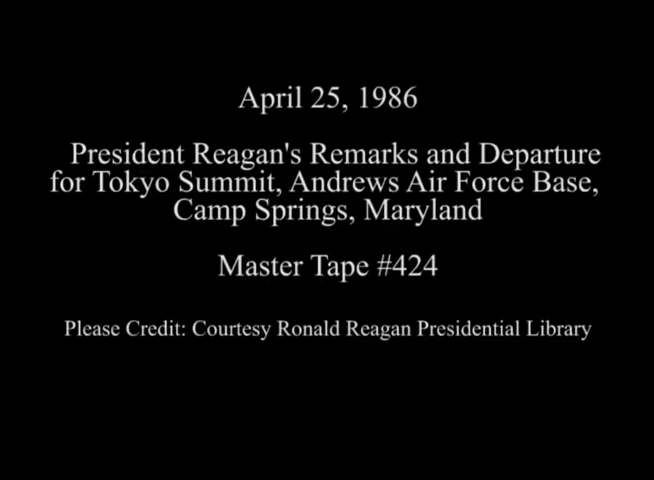 April 25, 1986
President Reagan's Remarks and Departure
for Tokyo Summit, Andrews Air Force Base,
Camp Springs, Maryland
Master Tape #424
Please Credit: Courtesy Ronald Reagan Presidential Library